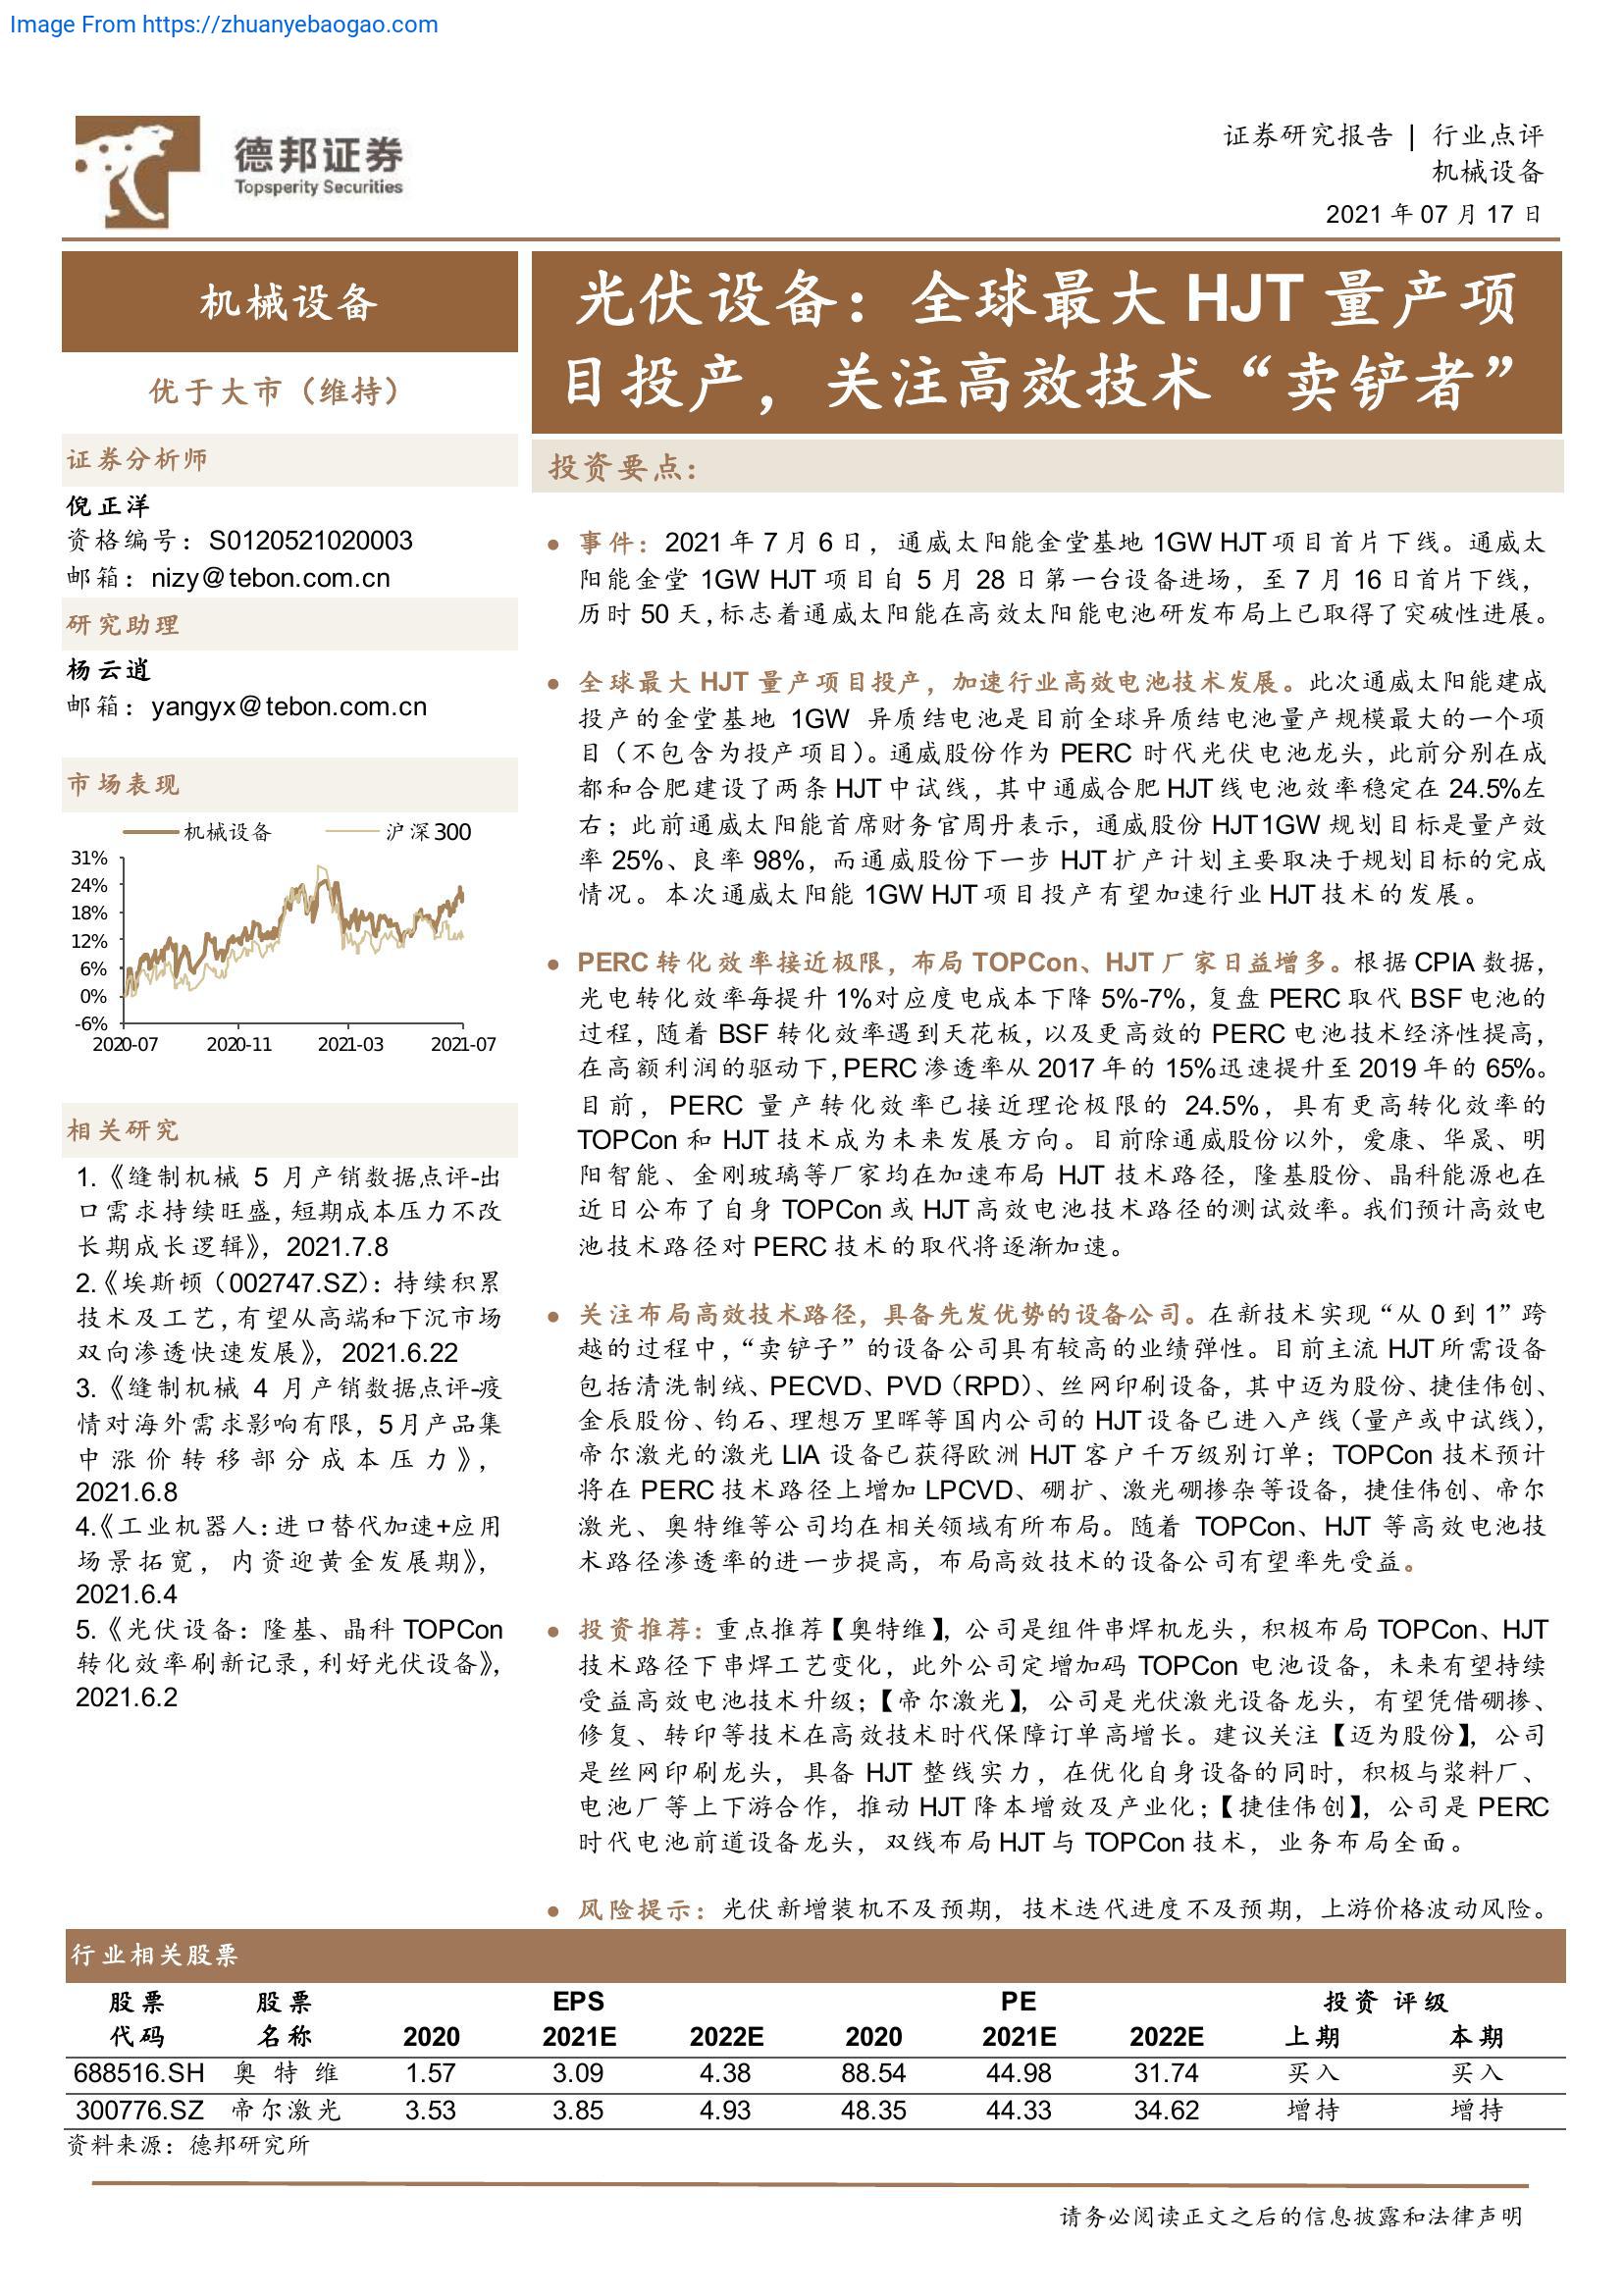 Image From https://zhuanyebaogao.com
德邦证券
Topsperity Securities
证券研究报告 | 行业点评
机械设备
2021 年 07 月 17 日
机械设备
优于大市（维持）
证券分析师
倪正洋
资格编号：S0120521020003
邮箱：nizy@tebon.com.cn
研究助理
杨云逍
邮箱：yangyx@tebon.com.cn
市场表现
机械设备 沪深300
31%
24%
18%
12%
6%
0%
-6%
2020-07 2020-11 2021-03 2021-07
相关研究
1.《缝制机械 5 月产销数据点评-出
口需求持续旺盛，短期成本压力不改
长期成长逻辑》，2021.7.8
2.《埃斯顿（002747.SZ）：持续积累
技术及工艺，有望从高端和下沉市场
双向渗透快速发展》，2021.6.22
3.《缝制机械 4 月产销数据点评-疫
情对海外需求影响有限，5 月产品集
中涨价转移部分成本压力》，
2021.6.8
4.《工业机器人：进口替代加速+应用
场景拓宽，内资迎黄金发展期》，
2021.6.4
5.《光伏设备：隆基、晶科 TOPCon
转化效率刷新记录，利好光伏设备》，
2021.6.2
光伏设备：全球最大 HJT 量产项
目投产，关注高效技术“卖铲者”
投资要点：
● 事件：2021 年 7 月 6 日，通威太阳能金堂基地 1GW HJT 项目首片下线。通威太
阳能金堂 1GW HJT 项目自 5 月 28 日第一台设备进场，至 7 月 16 日首片下线，
历时 50 天，标志着通威太阳能在高效太阳能电池研发布局上已取得了突破性进展。
● 全球最大 HJT 量产项目投产，加速行业高效电池技术发展。此次通威太阳能建成
投产的金堂基地 1GW 异质结电池是目前全球异质结电池量产规模最大的一个项
目（不包含为投产项目）。通威股份作为 PERC 时代光伏电池龙头，此前分别在成
都和合肥建设了两条 HJT 中试线，其中通威合肥 HJT 线电池效率稳定在 24.5%左
右；此前通威太阳能首席财务官周丹表示，通威股份 HJT1GW 规划目标是量产效
率 25%、良率 98%，而通威股份下一步 HJT 扩产计划主要取决于规划目标的完成
情况。本次通威太阳能 1GW HJT 项目投产有望加速行业 HJT 技术的发展。
● PERC 转化效率接近极限，布局 TOPCon、HJT 厂家日益增多。根据 CPIA 数据，
光电转化效率每提升 1%对应度电成本下降 5%-7%，复盘 PERC 取代 BSF 电池的
过程，随着 BSF 转化效率遇到天花板，以及更高效的 PERC 电池技术经济性提高，
在高额利润的驱动下，PERC 渗透率从 2017 年的 15%迅速提升至 2019 年的 65%。
目前，PERC 量产转化效率已接近理论极限的 24.5%，具有更高转化效率的
TOPCon 和 HJT 技术成为未来发展方向。目前除通威股份以外，爱康、华晟、明
阳智能、金刚玻璃等厂家均在加速布局 HJT 技术路径，隆基股份、晶科能源也在
近日公布了自身 TOPCon 或 HJT 高效电池技术路径的测试效率。我们预计高效电
池技术路径对 PERC 技术的取代将逐渐加速。
● 关注布局高效技术路径，具备先发优势的设备公司。在新技术实现“从 0 到 1”跨
越的过程中，“卖铲子”的设备公司具有较高的业绩弹性。目前主流 HJT 所需设备
包括清洗制绒、PECVD、PVD（RPD）、丝网印刷设备，其中迈为股份、捷佳伟创、
金辰股份、钧石、理想万里晖等国内公司的 HJT 设备已进入产线（量产或中试线），
帝尔激光的激光 LIA 设备已获得欧洲 HJT 客户千万级别订单；TOPCon 技术预计
将在 PERC 技术路径上增加 LPCVD、硼扩、激光硼掺杂等设备，捷佳伟创、帝尔
激光、奥特维等公司均在相关领域有所布局。随着 TOPCon、HJT 等高效电池技
术路径渗透率的进一步提高，布局高效技术的设备公司有望率先受益。
● 投资推荐：重点推荐【奥特维】，公司是组件串焊机龙头，积极布局 TOPCon、HJT
技术路径下串焊工艺变化，此外公司定增加码 TOPCon 电池设备，未来有望持续
受益高效电池技术升级；【帝尔激光】，公司是光伏激光设备龙头，有望凭借硼掺、
修复、转印等技术在高效技术时代保障订单高增长。建议关注【迈为股份】，公司
是丝网印刷龙头，具备 HJT 整线实力，在优化自身设备的同时，积极与浆料厂、
电池厂等上下游合作，推动 HJT 降本增效及产业化；【捷佳伟创】，公司是 PERC
时代电池前道设备龙头，双线布局 HJT 与 TOPCon 技术，业务布局全面。
● 风险提示：光伏新增装机不及预期，技术迭代进度不及预期，上游价格波动风险。
行业相关股票
股票 股票 EPS PE 投资 评级
代码 名称 2020 2021E 2022E 2020 2021E 2022E 上期 本期
688516.SH 奥 特 维 1.57 3.09 4.38 88.54 44.98 31.74 买入 买入
300776.SZ 帝尔激光 3.53 3.85 4.93 48.35 44.33 34.62 增持 增持
资料来源：德邦研究所
请务必阅读正文之后的信息披露和法律声明